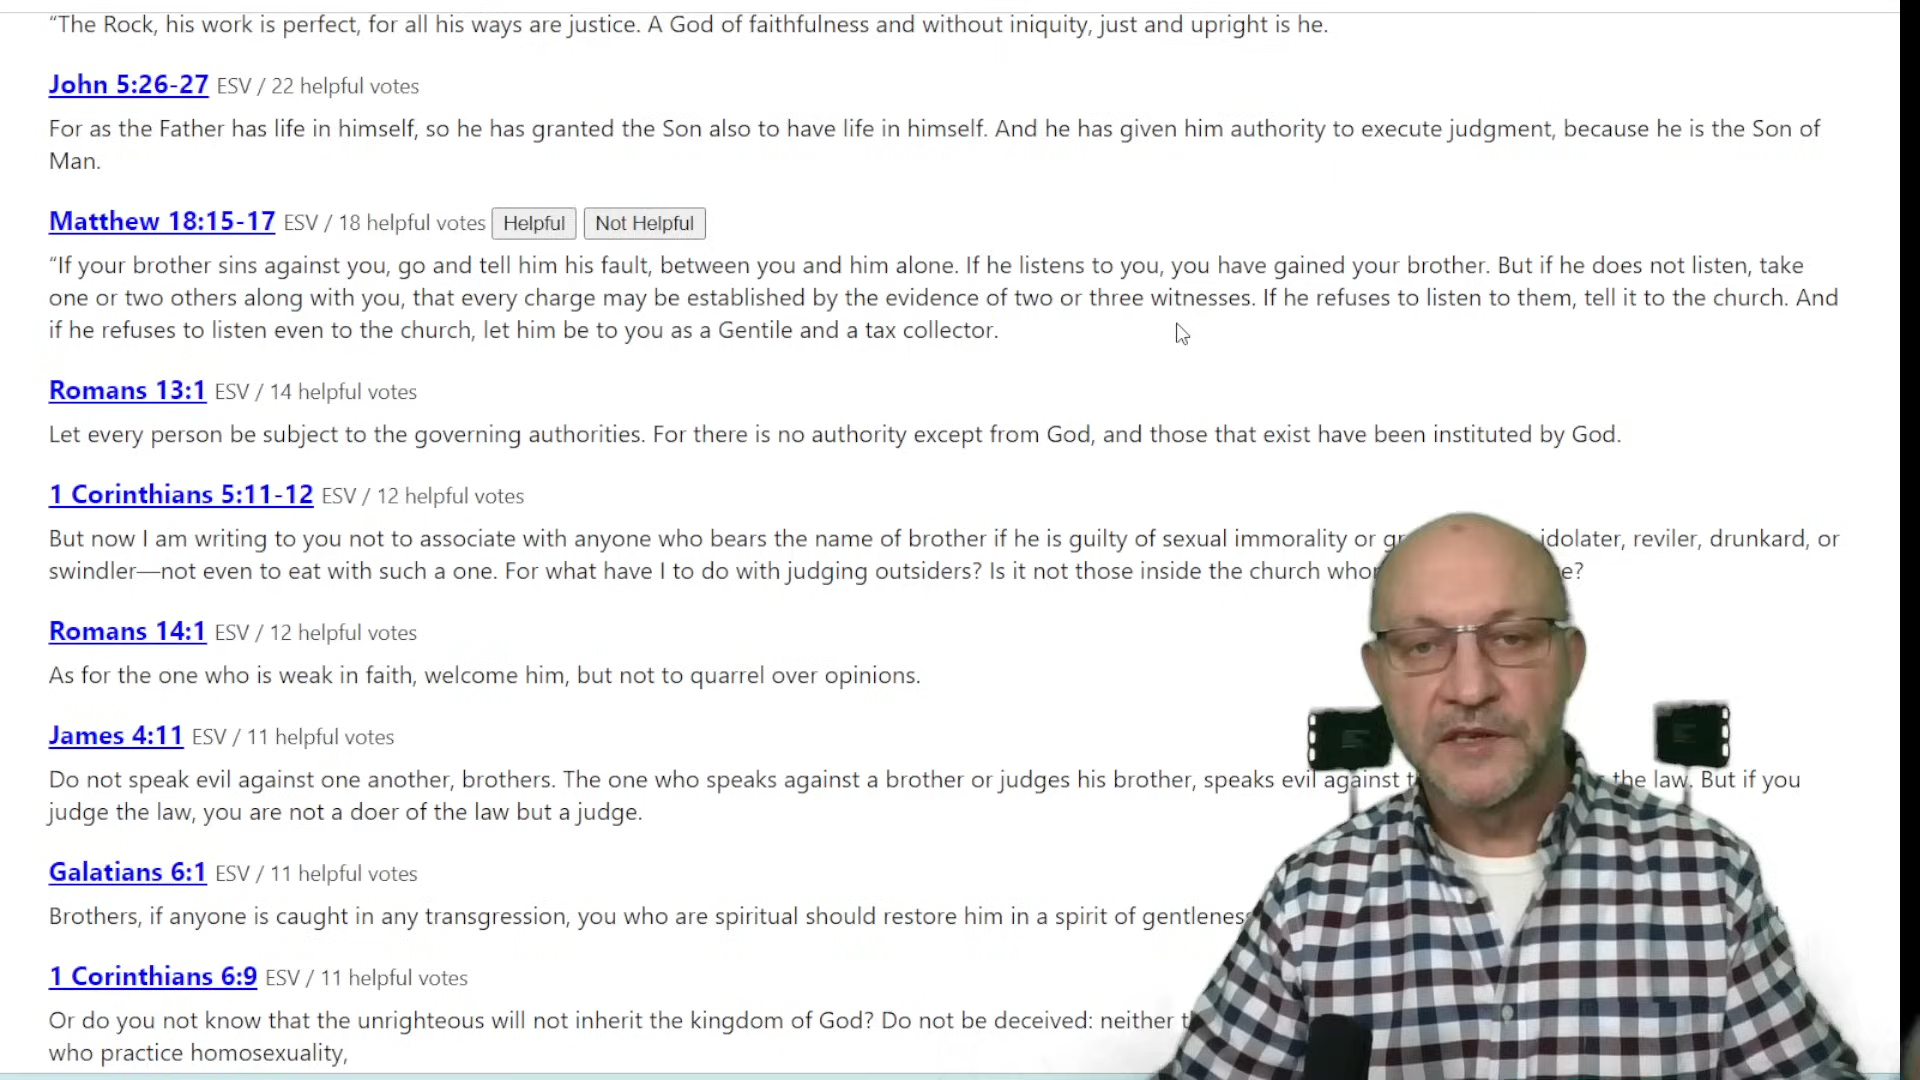 “The Rock, his work is perfect, for all his ways are justice. A God of faithfulness and without iniquity, just and upright is he.
John 5:26-27 ESV / 22 helpful votes
For as the Father has life in himself, so he has granted the Son also to have life in himself. And he has given him authority to execute judgment, because he is the Son of
Man.
Matthew 18:15-17 ESV / 18 helpful votes Helpful Not Helpful
“If your brother sins against you, go and tell him his fault, between you and him alone. If he listens to you, you have gained your brother. But if he does not listen, take
one or two others along with you, that every charge may be established by the evidence of two or three witnesses. If he refuses to listen to them, tell it to the church. And
if he refuses to listen even to the church, let him be to you as a Gentile and a tax collector.
Romans 13:1 ESV / 14 helpful votes
Let every person be subject to the governing authorities. For there is no authority except from God, and those that exist have been instituted by God.
1 Corinthians 5:11-12 ESV / 12 helpful votes
But now I am writing to you not to associate with anyone who bears the name of brother if he is guilty of sexual immorality or idolater, reviler, drunkard, or
swindler—not even to eat with such a one. For what have I to do with judging outsiders? Is it not those inside the church
Romans 14:1 ESV / 12 helpful votes
As for the one who is weak in faith, welcome him, but not to quarrel over opinions.
James 4:11 ESV / 11 helpful votes
Do not speak evil against one another, brothers. The one who speaks against a brother or judges his brother, speaks evil against the law. But if you
judge the law, you are not a doer of the law but a judge.
Galatians 6:1 ESV / 11 helpful votes
Brothers, if anyone is caught in any transgression, you who are spiritual should restore him in a spirit of gentleness
1 Corinthians 6:9 ESV / 11 helpful votes
Or do you not know that the unrighteous will not inherit the kingdom of God? Do not be deceived: neither
who practice homosexuality,